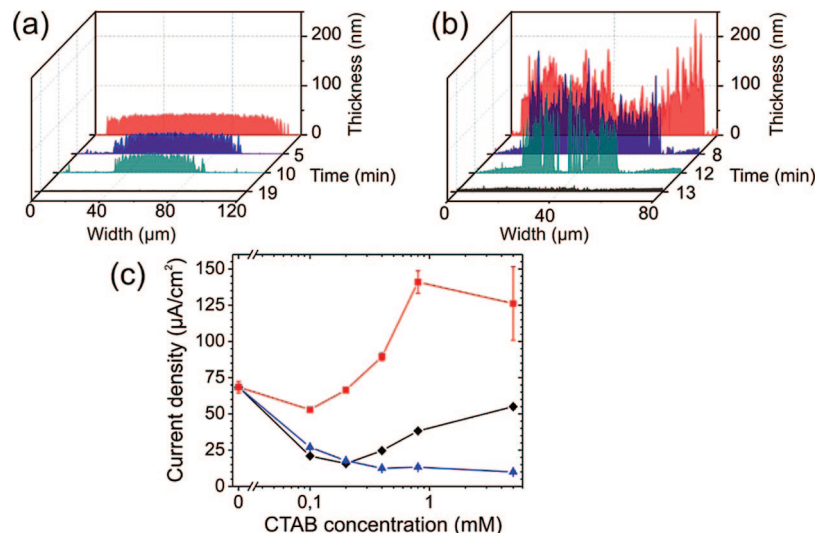 (a)
200
100
0
Thickness (nm)
5
10
19
Time (min)
0
40
80
120
Width (µm)
(b)
200
100
0
Thickness (nm)
8
12
13
Time (min)
0
40
80
Width (µm)
(c)
150
125
100
75
50
25
0
Current density (µA/cm²)
0
0,1
1
CTAB concentration (mM)